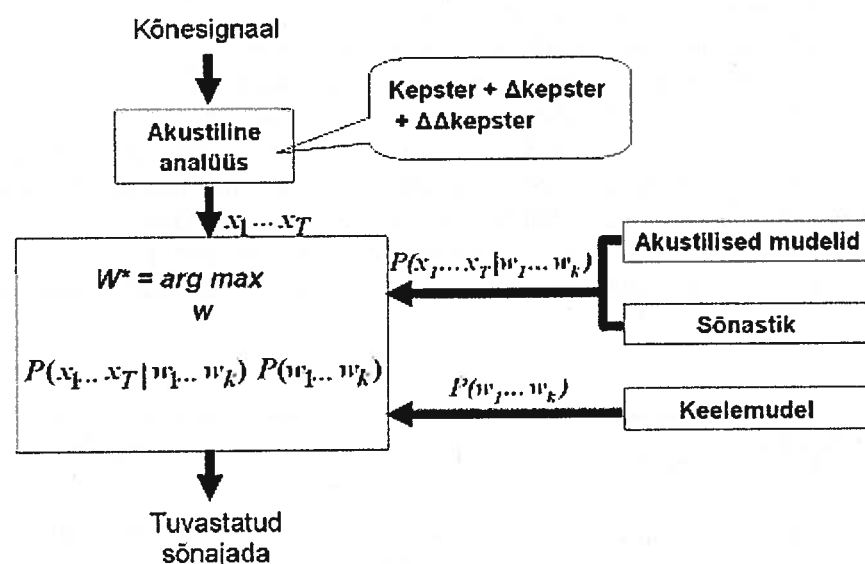 Kõnesignaal
Kepster + Δkepster
+ ΔΔkepster
Akustiline
analüüs
x1...xT
W* = arg max
w
P(x1...xT|w1...wk) P(w1...wk)
P(x1...xT|w1...wk)
Akustilised mudelid
Sõnastik
P(w1...wk)
Keelemudel
Tuvastatud
sõnajada